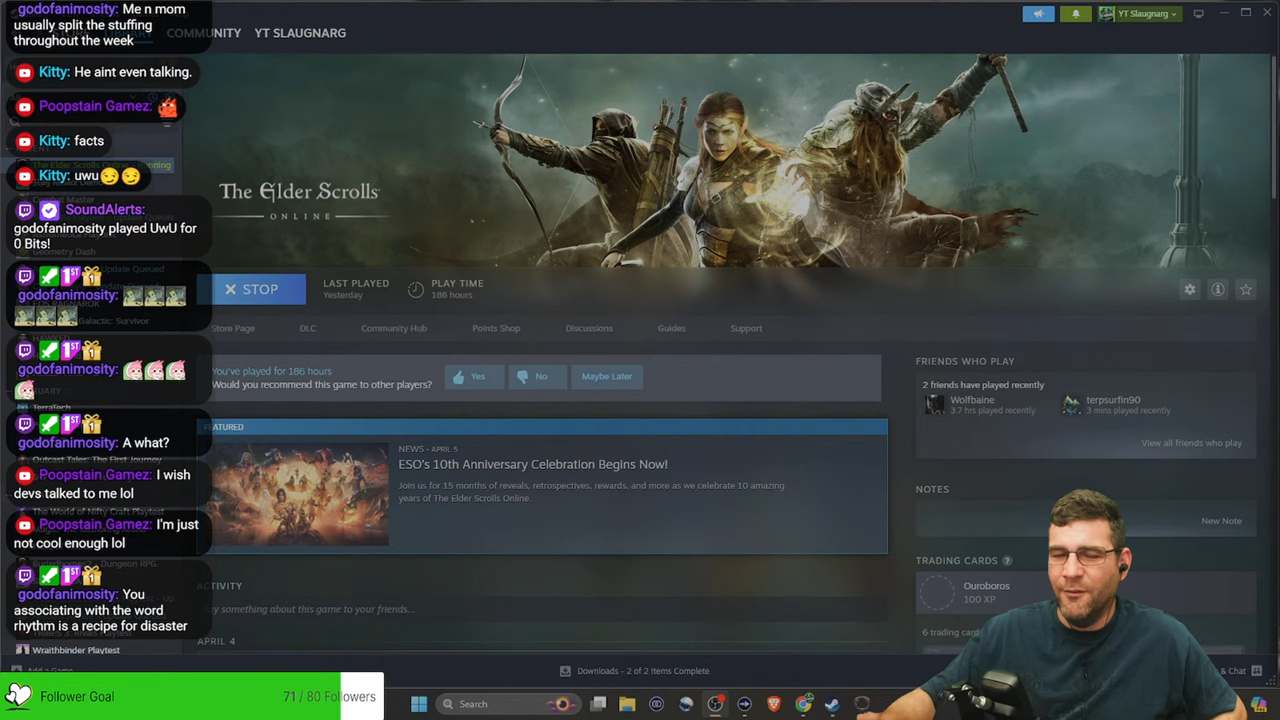 godofanimosity: Me n mom
usually split the stuffing
throughout the week
Kitty: He aint even talking.
Poopstain Gamez:
Kitty: facts
Kitty: uwu😏😏
SoundAlerts:
godofanimosity played UwU for
0 Bits!
godofanimosity:
godofanimosity:
godofanimosity: A what?
Poopstain Gamez: I wish
devs talked to me lol
Poopstain Gamez: I'm just
not cool enough lol
godofanimosity: You
associating with the word
rhythm is a recipe for disaster
Wraithbinder Playtest
Follower Goal 71 / 80 Followers
LIBRARY COMMUNITY YT SLAUGNARG
YT Slaugnarg
The Elder Scrolls
ONLINE
STOP
LAST PLAYED
Yesterday
PLAY TIME
186 hours
Store Page DLC Community Hub Points Shop Discussions Guides Support
You've played for 186 hours
Would you recommend this game to other players?
Yes No Maybe Later
FEATURED
NEWS - APRIL 5
ESO's 10th Anniversary Celebration Begins Now!
Join us for 15 months of reveals, retrospectives, rewards, and more as we celebrate 10 amazing
years of The Elder Scrolls Online.
ACTIVITY
Say something about this game to your friends...
APRIL 4
FRIENDS WHO PLAY
2 friends have played recently
Wolfbaine
3.7 hrs played recently
terpsurfin90
3 mins played recently
View all friends who play
NOTES
New Note
TRADING CARDS
Ouroboros
100 XP
6 trading card
Add a Game
Downloads - 2 of 2 Items Complete
& Chat
Search